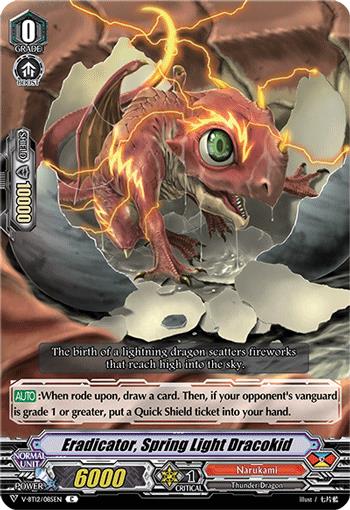 0
GRADE
BOOST
SHIELD
10000
The birth of a lightning dragon scatters fireworks
that reach high into the sky.
AUTO:When rode upon, draw a card. Then, if your opponent's vanguard
is grade 1 or greater, put a Quick Shield ticket into your hand.
Eradicator, Spring Light Dracokid
NORMAL
UNIT
POWER
6000
1
CRITICAL
Narukami
Thunder Dragon
V-BT12/085EN C
illust / 七片藍